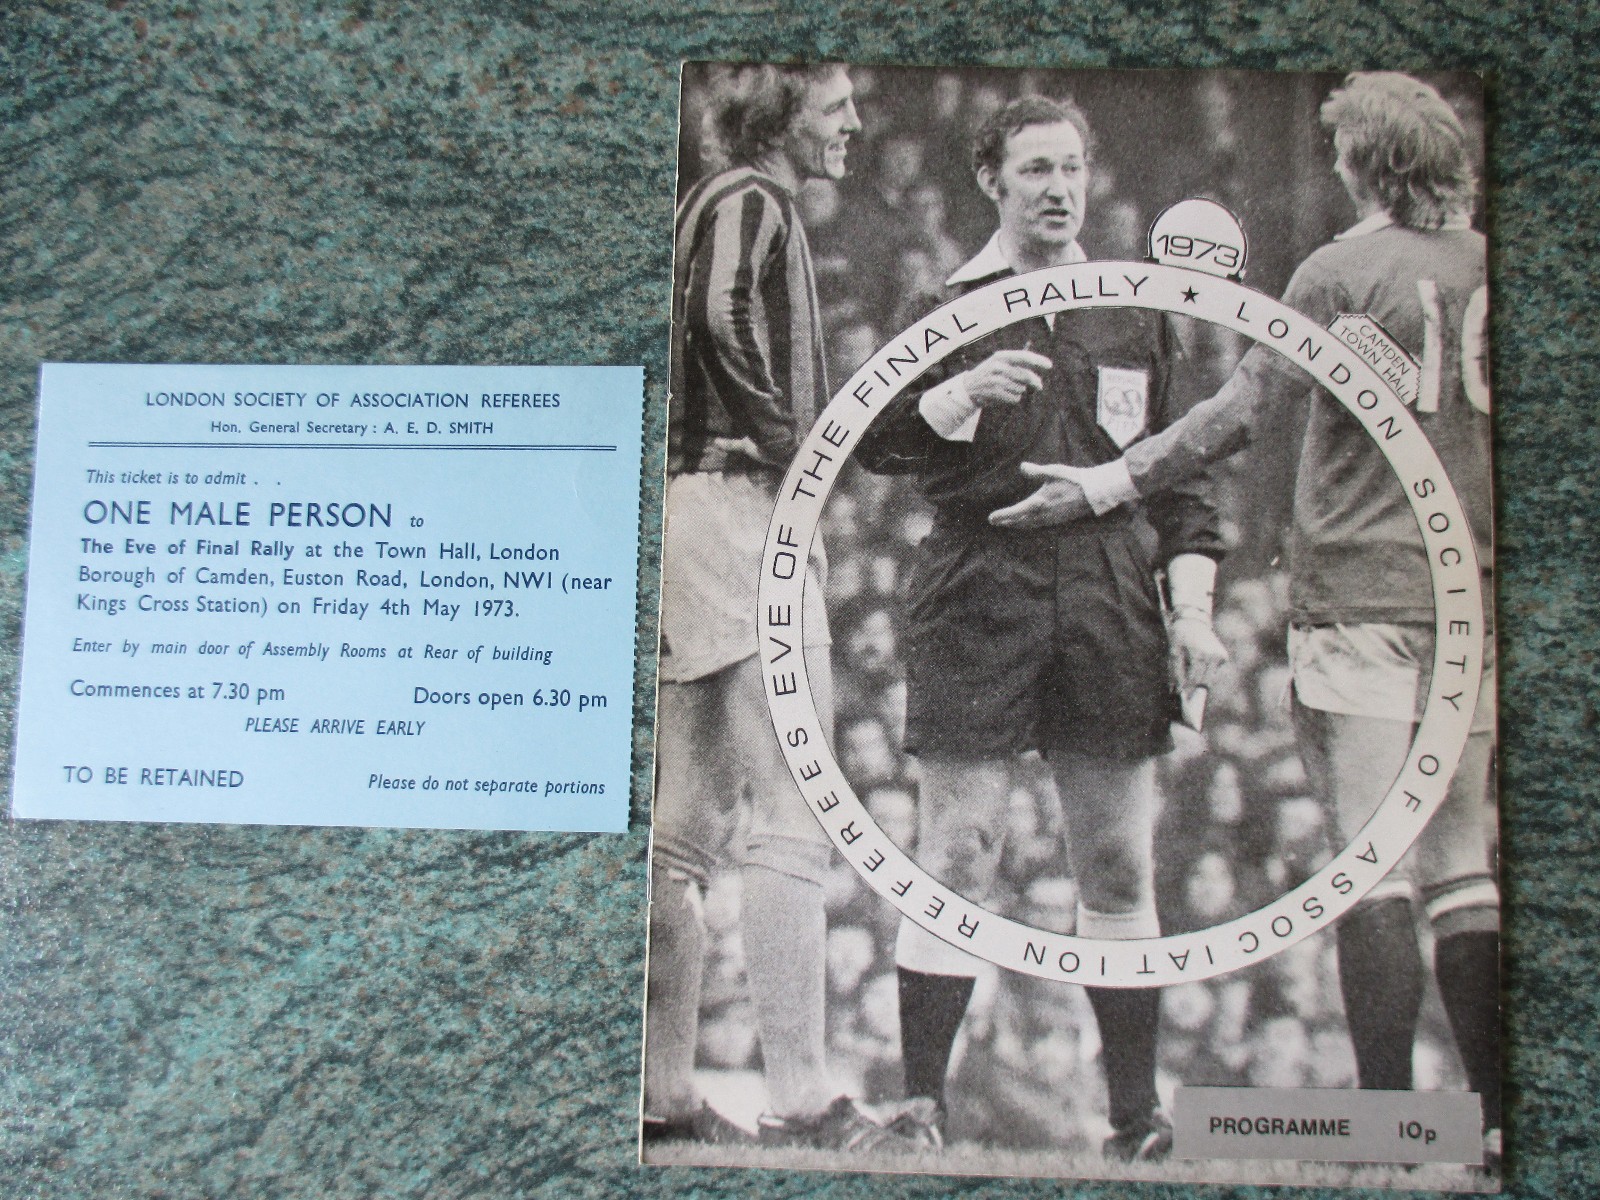 LONDON SOCIETY OF ASSOCIATION REFEREES
Hon. General Secretary : A. E. D. SMITH
This ticket is to admit . .
ONE MALE PERSON to
The Eve of Final Rally at the Town Hall, London
Borough of Camden, Euston Road, London, NW1 (near
Kings Cross Station) on Friday 4th May 1973.
Enter by main door of Assembly Rooms at Rear of building
Commences at 7.30 pm Doors open 6.30 pm
PLEASE ARRIVE EARLY
TO BE RETAINED Please do not separate portions
1973
LONDON SOCIETY OF ASSOCIATION REFEREES EVE OF THE FINAL RALLY ★
CAMDEN
TOWN HALL
10
PROGRAMME 10p